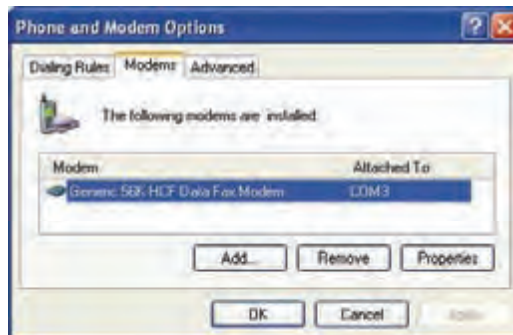 Phone and Modem Options
Dialing Rules Modems Advanced
The following modems are installed
Modem Attached To
Generic 56K HCF Data Fax Modem COM3
Add... Remove Properties
OK Cancel Apply